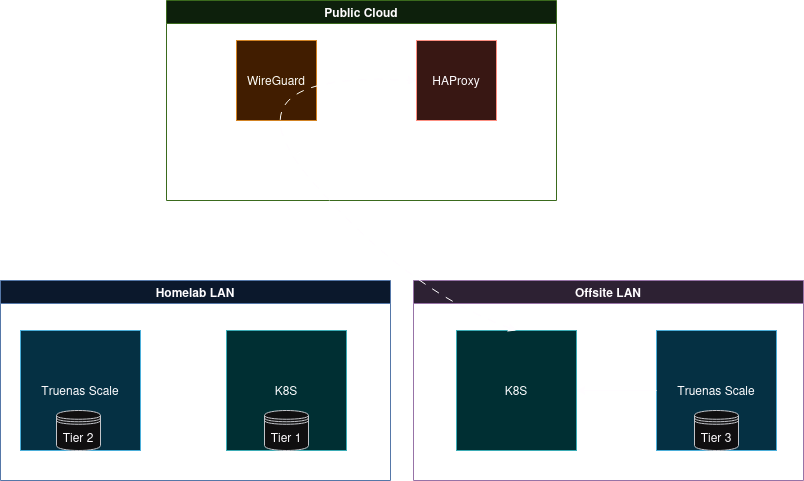 Public Cloud
WireGuard
HAProxy
Homelab LAN
Truenas Scale
Tier 2
K8S
Tier 1
Offsite LAN
K8S
Truenas Scale
Tier 3